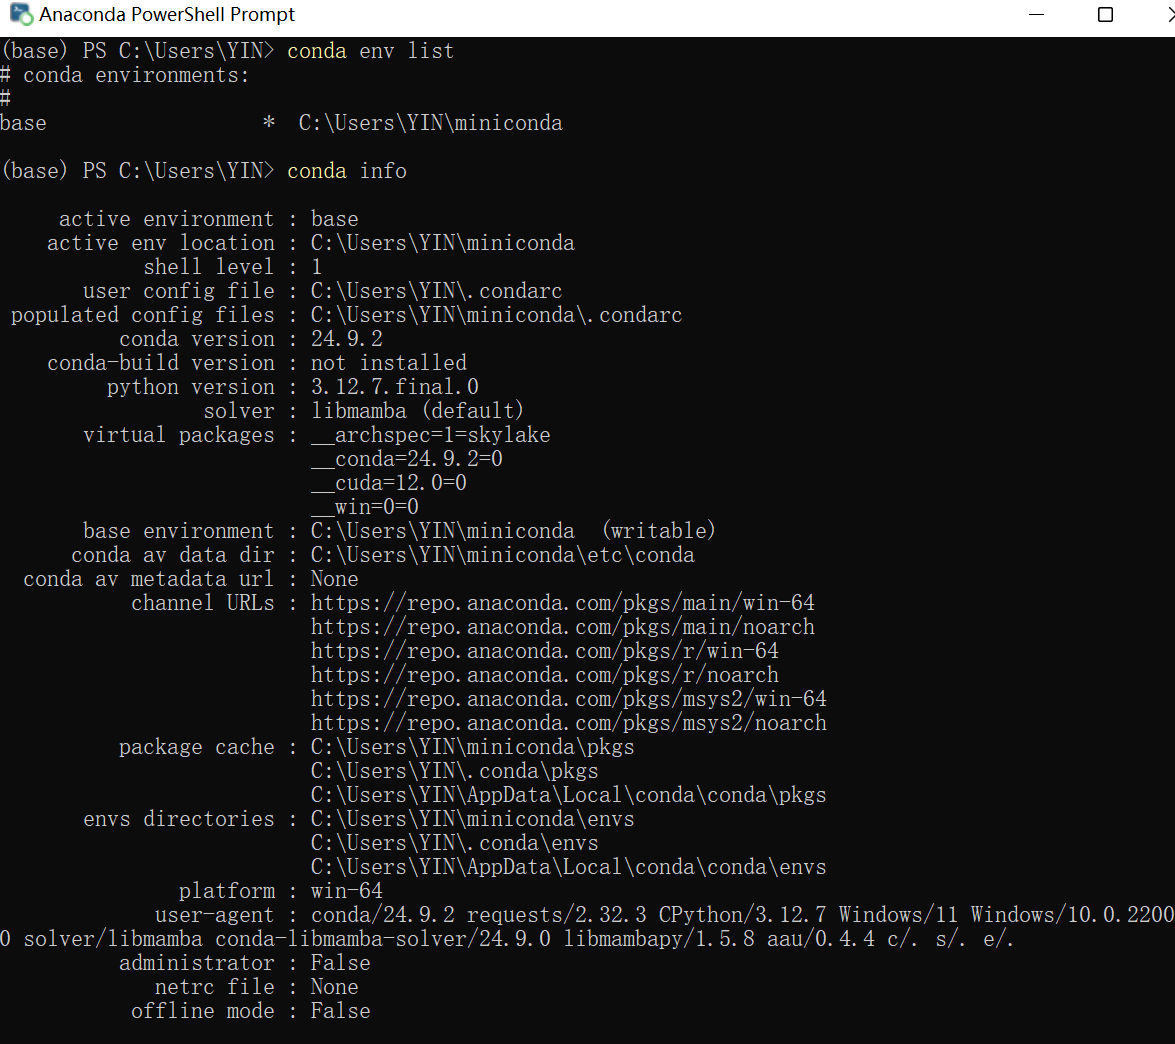 Anaconda PowerShell Prompt
(base) PS C:\Users\YIN> conda env list
# conda environments:
#
base                  *  C:\Users\YIN\miniconda
(base) PS C:\Users\YIN> conda info
active environment : base
active env location : C:\Users\YIN\miniconda
shell level : 1
user config file : C:\Users\YIN\.condarc
populated config files : C:\Users\YIN\miniconda\.condarc
conda version : 24.9.2
conda-build version : not installed
python version : 3.12.7.final.0
solver : libmamba (default)
virtual packages : __archspec=1=skylake
__conda=24.9.2=0
__cuda=12.0=0
__win=0=0
base environment : C:\Users\YIN\miniconda  (writable)
conda av data dir : C:\Users\YIN\miniconda\etc\conda
conda av metadata url : None
channel URLs : https://repo.anaconda.com/pkgs/main/win-64
https://repo.anaconda.com/pkgs/main/noarch
https://repo.anaconda.com/pkgs/r/win-64
https://repo.anaconda.com/pkgs/r/noarch
https://repo.anaconda.com/pkgs/msys2/win-64
https://repo.anaconda.com/pkgs/msys2/noarch
package cache : C:\Users\YIN\miniconda\pkgs
C:\Users\YIN\.conda\pkgs
C:\Users\YIN\AppData\Local\conda\conda\pkgs
envs directories : C:\Users\YIN\miniconda\envs
C:\Users\YIN\.conda\envs
C:\Users\YIN\AppData\Local\conda\conda\envs
platform : win-64
user-agent : conda/24.9.2 requests/2.32.3 CPython/3.12.7 Windows/11 Windows/10.0.2200
0 solver/libmamba conda-libmamba-solver/24.9.0 libmambapy/1.5.8 aau/0.4.4 c/. s/. e/.
administrator : False
netrc file : None
offline mode : False